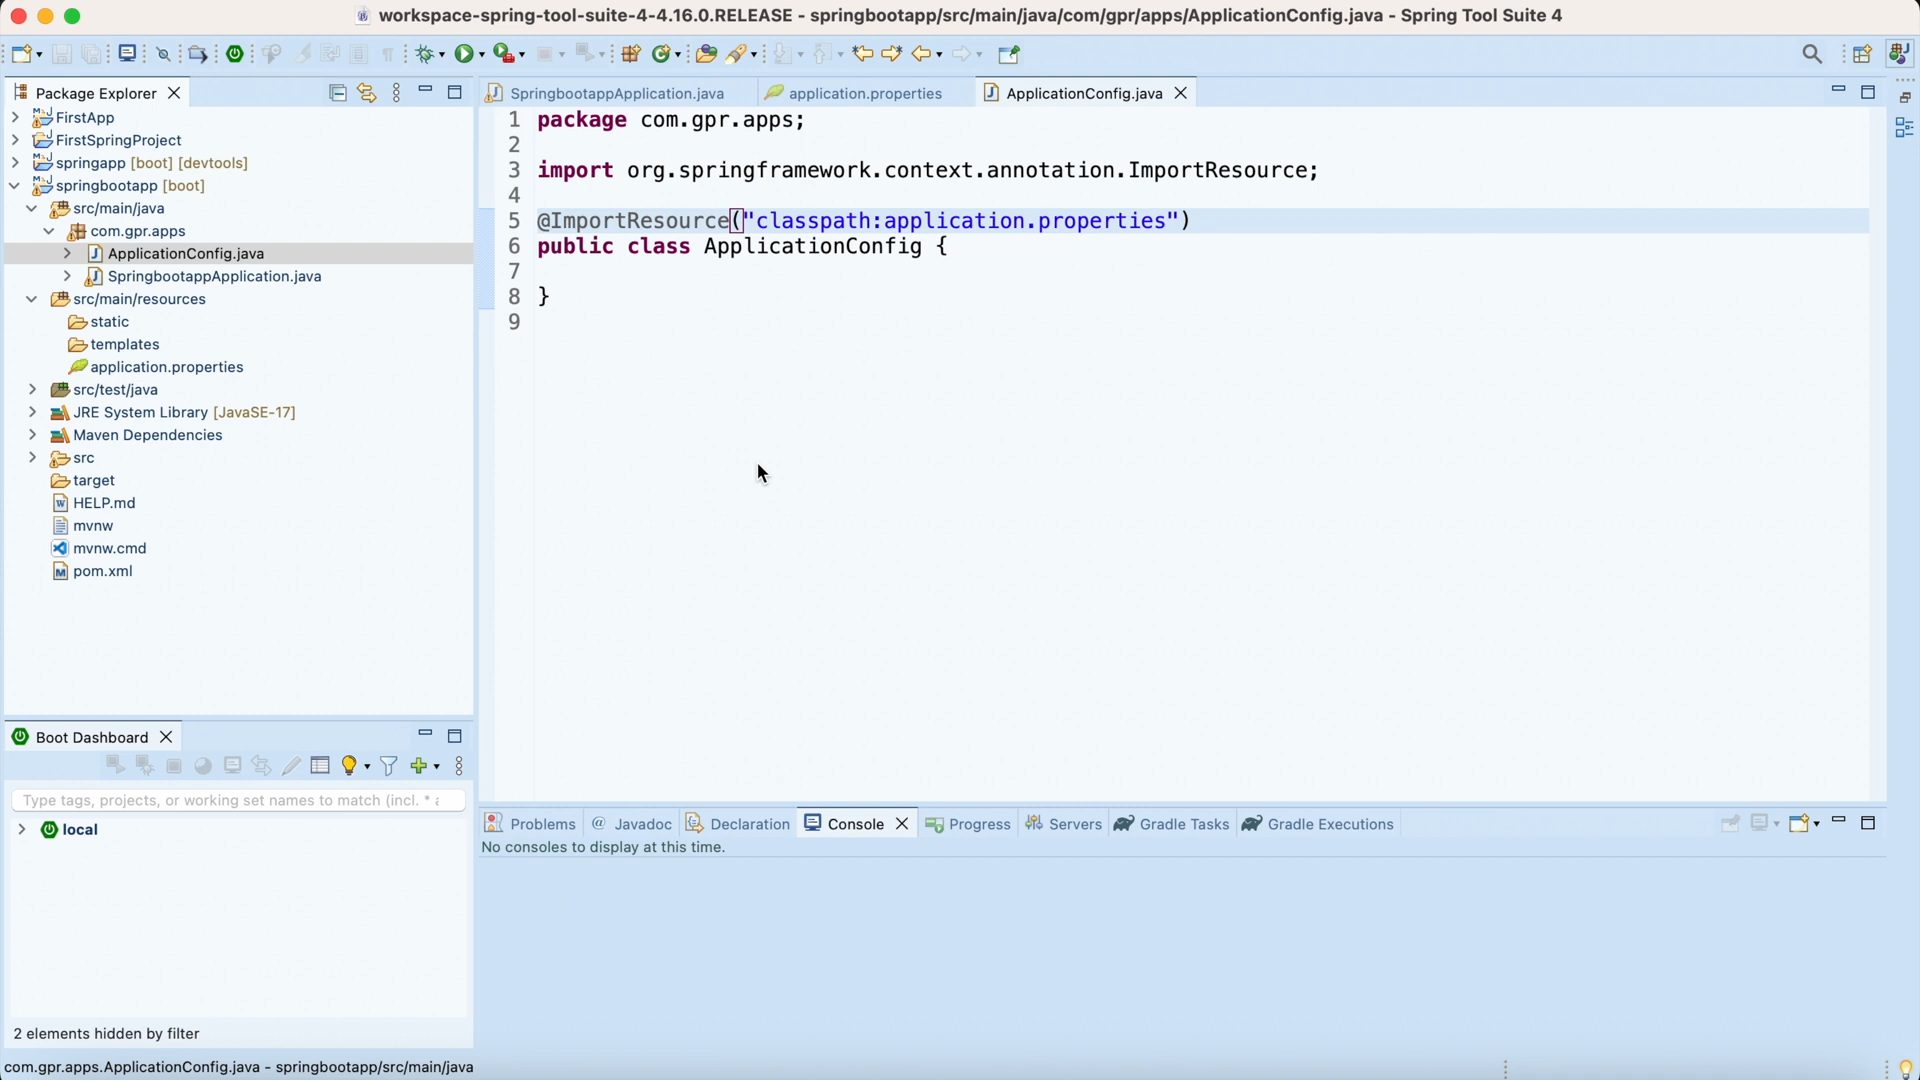 workspace-spring-tool-suite-4-4.16.0.RELEASE - springbootapp/src/main/java/com/gpr/apps/ApplicationConfig.java - Spring Tool Suite 4
Package Explorer
FirstApp
FirstSpringProject
springapp [boot] [devtools]
springbootapp [boot]
src/main/java
com.gpr.apps
ApplicationConfig.java
SpringbootappApplication.java
src/main/resources
static
templates
application.properties
src/test/java
JRE System Library [JavaSE-17]
Maven Dependencies
src
target
HELP.md
mvnw
mvnw.cmd
pom.xml
SpringbootappApplication.java
application.properties
ApplicationConfig.java
1 package com.gpr.apps;
2
3 import org.springframework.context.annotation.ImportResource;
4
5 @ImportResource("classpath:application.properties")
6 public class ApplicationConfig {
7
8 }
9
Boot Dashboard
Type tags, projects, or working set names to match (incl. *
local
2 elements hidden by filter
Problems
@ Javadoc
Declaration
Console
Progress
Servers
Gradle Tasks
Gradle Executions
No consoles to display at this time.
com.gpr.apps.ApplicationConfig.java - springbootapp/src/main/java